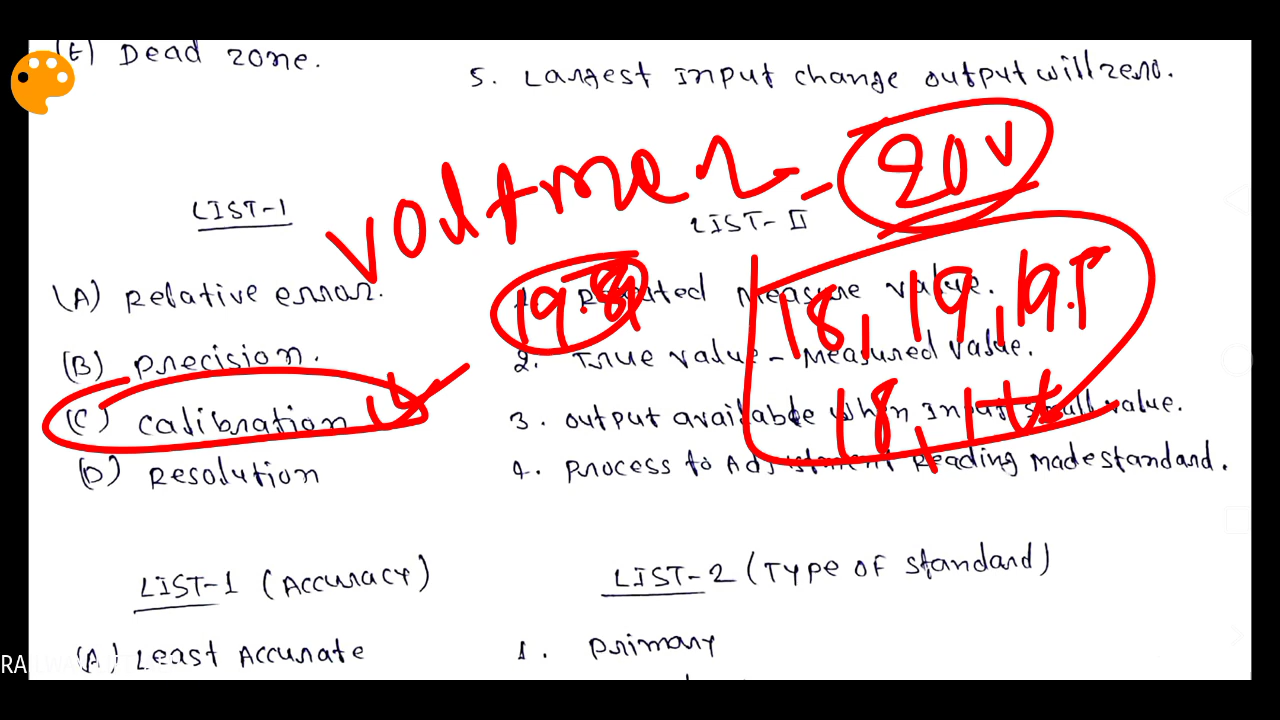 (E) Dead zone.
5. Largest Input change output will zero.
voltmer - 20 v
LIST-1
LIST-II
(A) Relative error.
1. Repeated Measure value.
19.8
18, 19, 19.5
(B) Precision.
2. True value - Measured value.
(C) Calibration
3. output available when Input small value.
18,
(D) Resolution
4. Process to Adjustment Reading made standard.
LIST-1 (Accuracy)
LIST-2 (Type of standard)
(A) Least Accurate
1. Primary